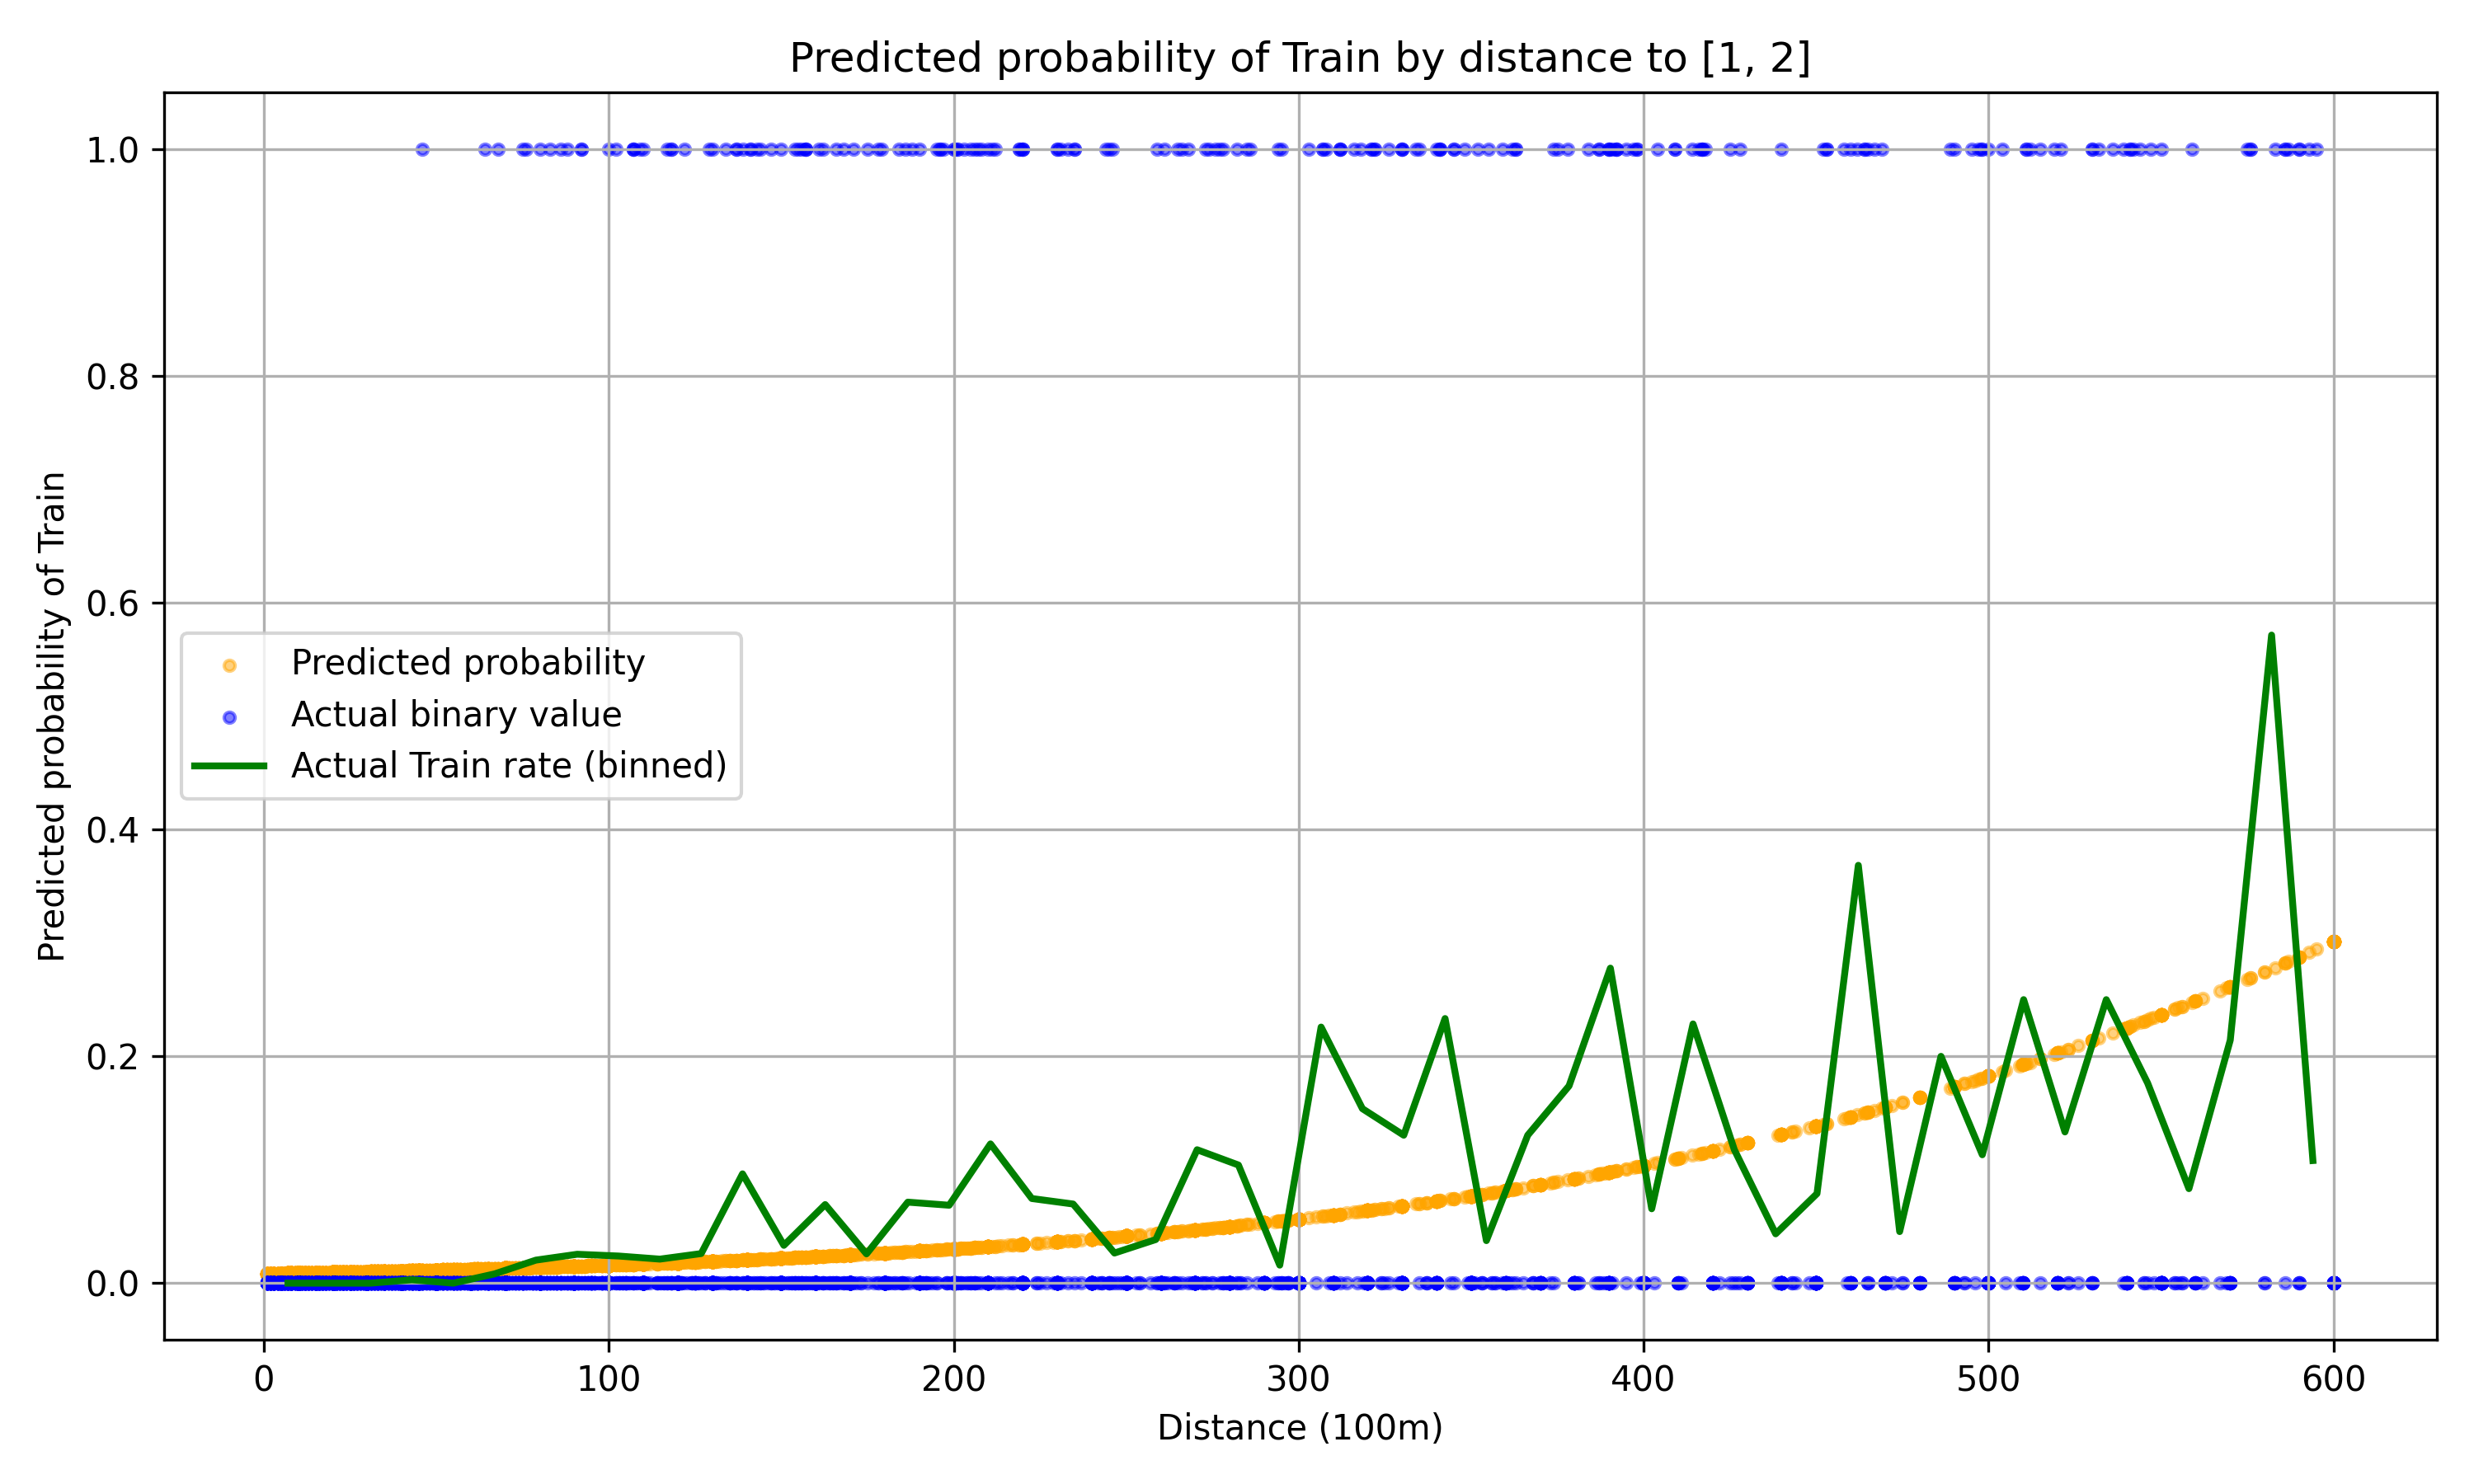 Predicted probability of Train by distance to [1, 2]
Predicted probability of Train
1.0
0.8
0.6
0.4
0.2
0.0
Predicted probability
Actual binary value
Actual Train rate (binned)
0 100 200 300 400 500 600
Distance (100m)